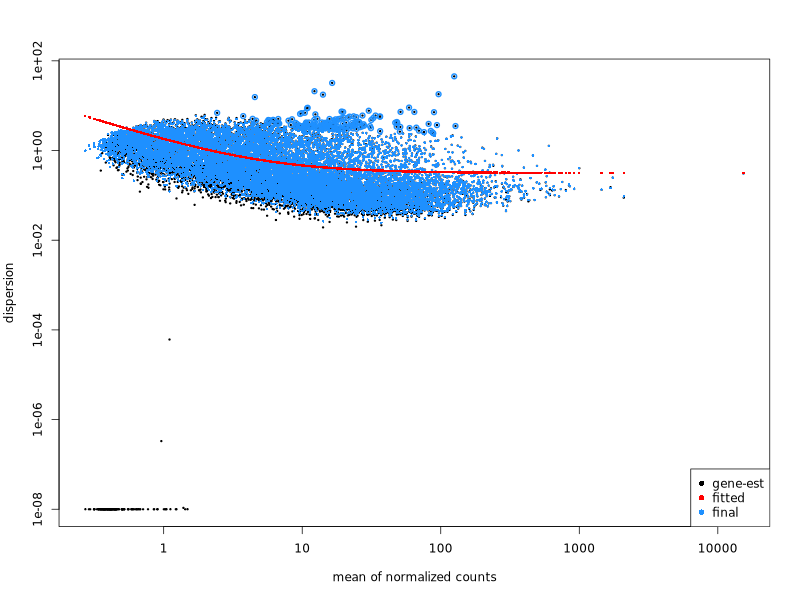 1e+02
1e+00
1e-02
1e-04
1e-06
1e-08
dispersion
1 10 100 1000 10000
mean of normalized counts
gene-est
fitted
final